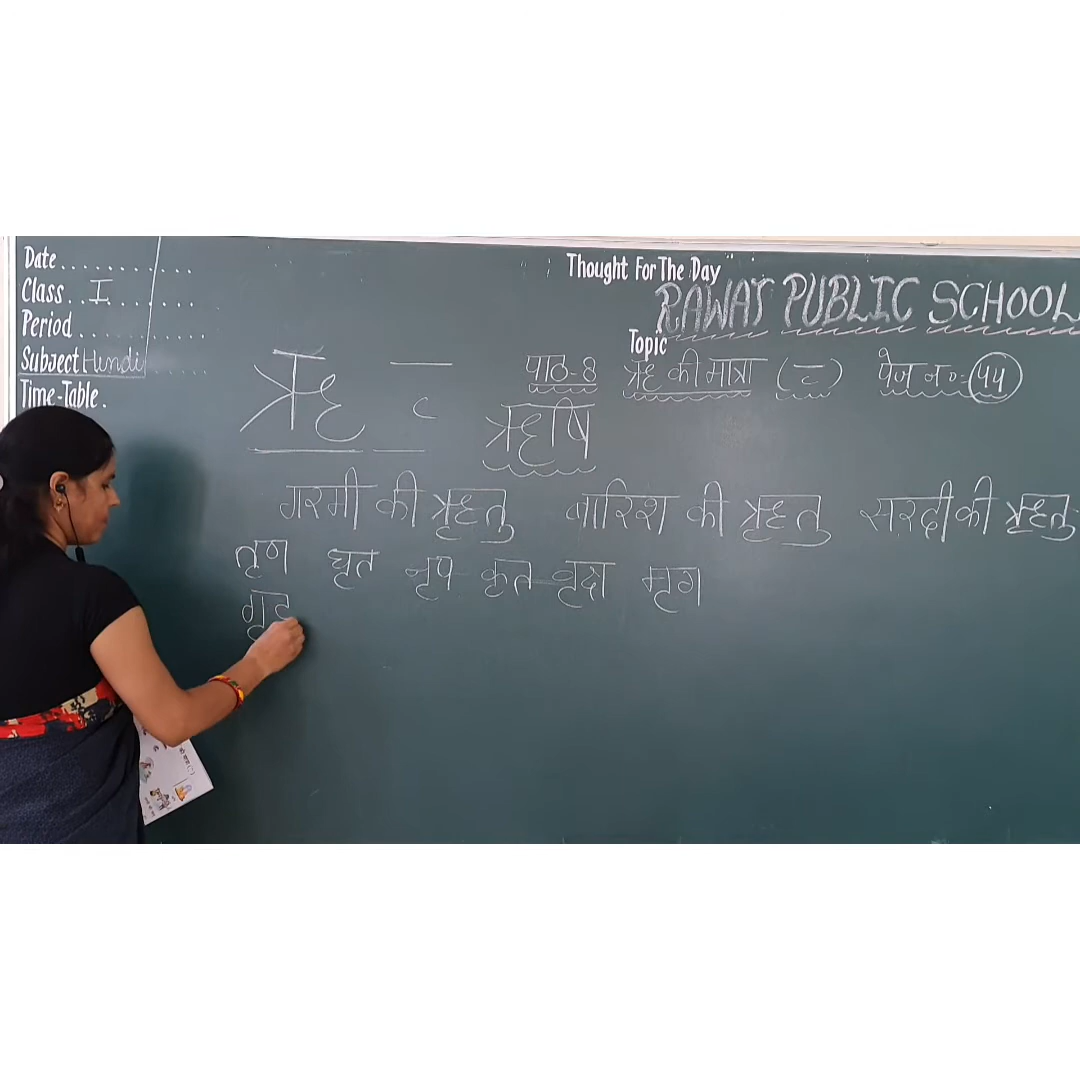 Date
Class I
Period
Subject Hindi
Time-Table
Thought For The Day
RAWAT PUBLIC SCHOOL
Topic
पाठ-8 ऋ की मात्रा (ृ) पेज न०- 55
ऋ - ृ
ऋषि
गरमी की ऋतु बारिश की ऋतु सरदी की ऋतु
तृण घृत नृप कृत वृक्ष मृग